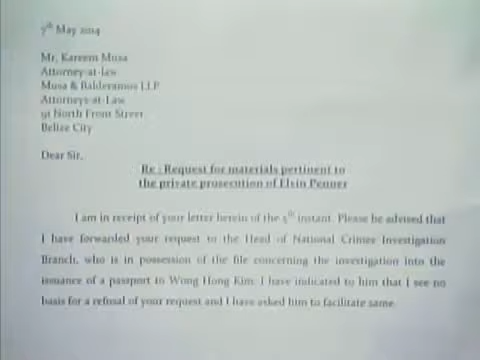 7th May 2014
Mr. Kareem Musa
Attorney-at-law
Musa & Balderamos LLP
Attorneys-at-Law
91 North Front Street
Belize City
Dear Sir,
Re : Request for materials pertinent to
the private prosecution of Elvin Penner
I am in receipt of your letter herein of the 5th instant. Please be advised that
I have forwarded your request to the Head of National Crimes Investigation
Branch, who is in possession of the file concerning the investigation into the
issuance of a passport to Wong Hong Kim. I have indicated to him that I see no
basis for a refusal of your request and I have asked him to facilitate same.